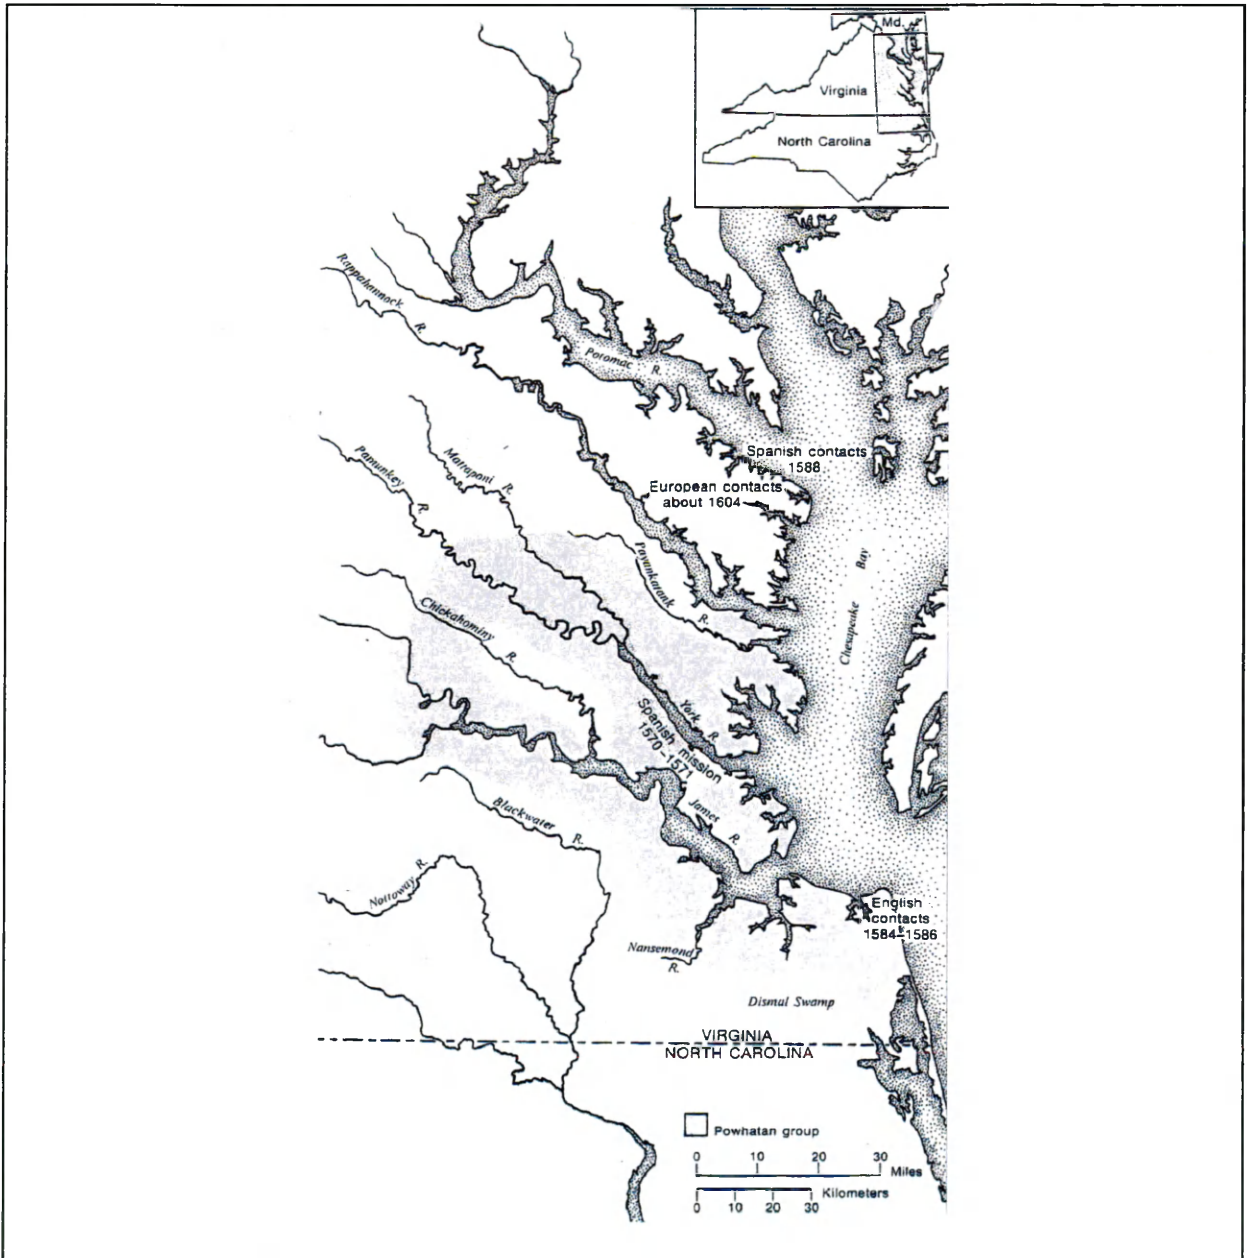 Md.
Virginia
North Carolina
Rappahannock
R.
Potomac R.
Mattapani R.
Pamunkey
R.
Spanish contacts
1588
European contacts
about 1604
Payankatank
R.
Chesapeake Bay
Chickahominy
R.
York R.
Spanish mission
1570-1571
James R.
Blackwater R.
Nottoway R.
English
contacts
1584-1586
Nansemond
R.
Dismal Swamp
VIRGINIA
NORTH CAROLINA
Powhatan group
0 10 20 30
Miles
Kilometers
0 10 20 30